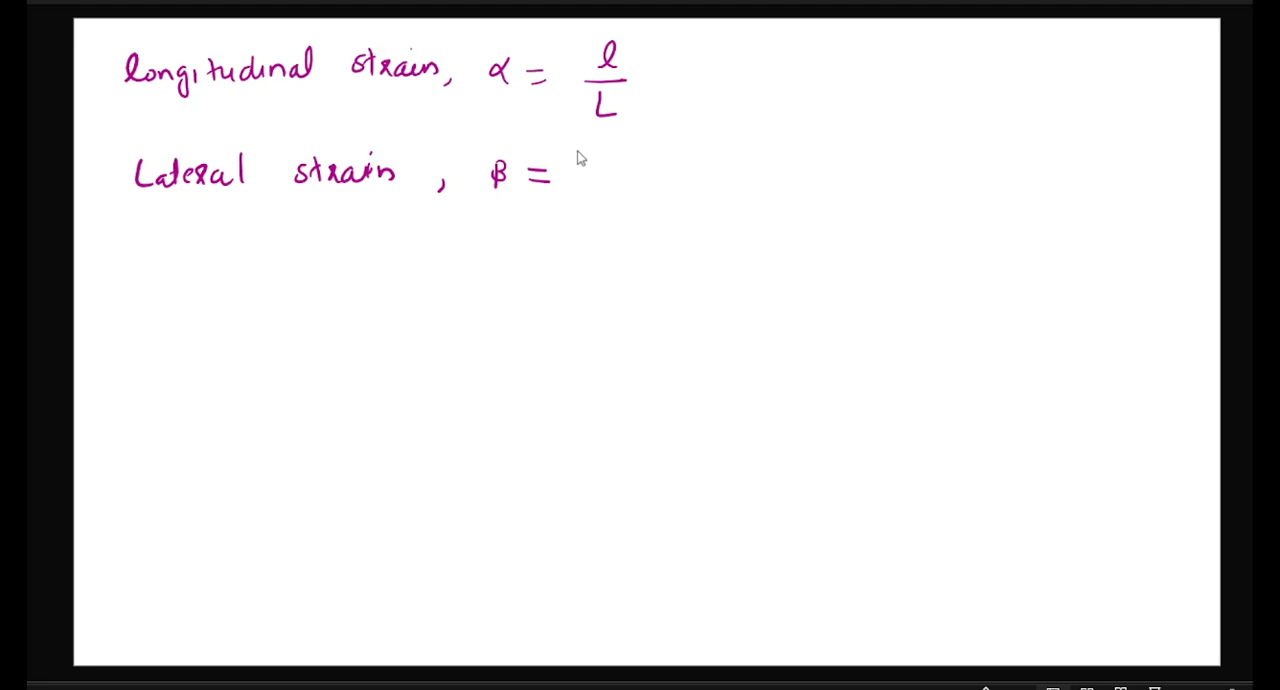 longitudinal strain, α = l/L
Lateral strain, β =